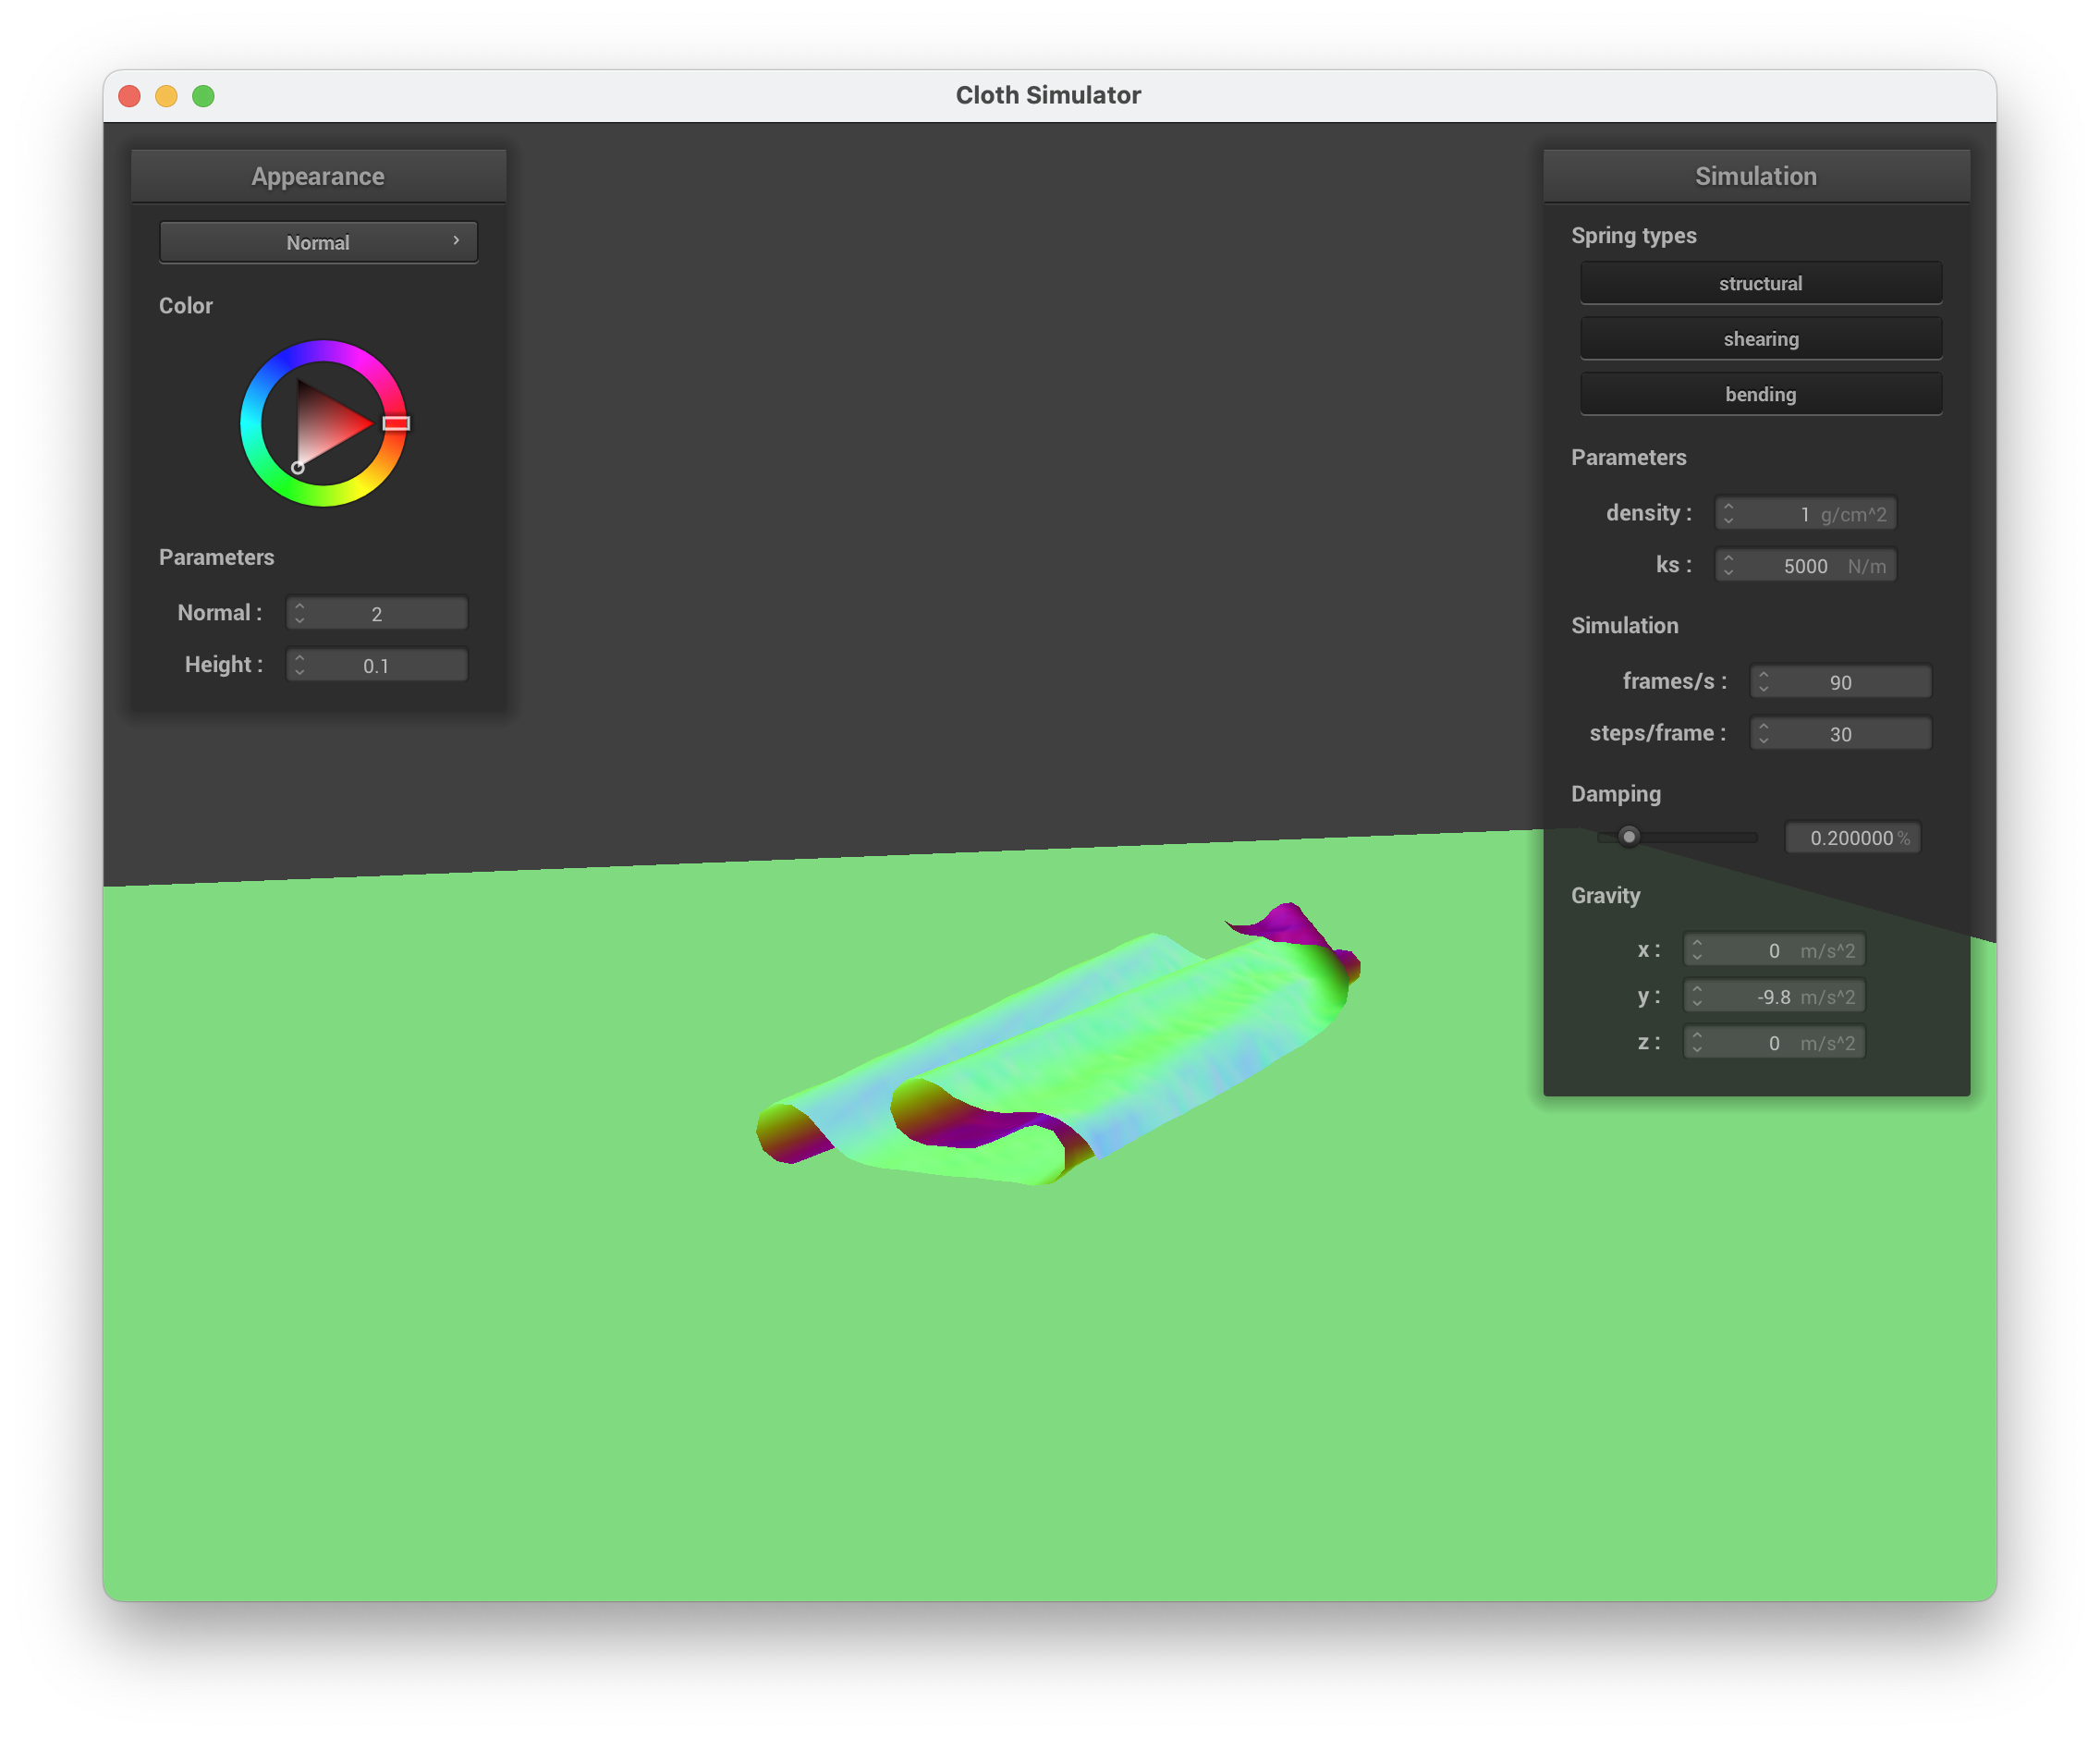 Cloth Simulator
Appearance
Normal
Color
Parameters
Normal : 2
Height : 0.1
Simulation
Spring types
structural
shearing
bending
Parameters
density : 1 g/cm^2
ks : 5000 N/m
Simulation
frames/s : 90
steps/frame : 30
Damping
0.200000 %
Gravity
x : 0 m/s^2
y : -9.8 m/s^2
z : 0 m/s^2